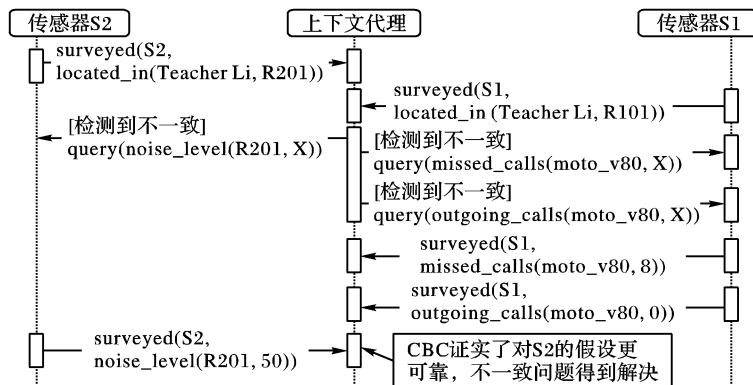 传感器S2
上下文代理
传感器S1
surveyed(S2,
located_in(Teacher Li, R201))
surveyed(S1,
located_in (Teacher Li, R101))
[检测到不一致]
query(noise_level(R201, X))
[检测到不一致]
query(missed_calls(moto_v80, X))
[检测到不一致]
query(outgoing_calls(moto_v80, X))
surveyed(S1,
missed_calls(moto_v80, 8))
surveyed(S1,
outgoing_calls(moto_v80, 0))
surveyed(S2,
noise_level(R201, 50))
CBC证实了对S2的假设更
可靠，不一致问题得到解决